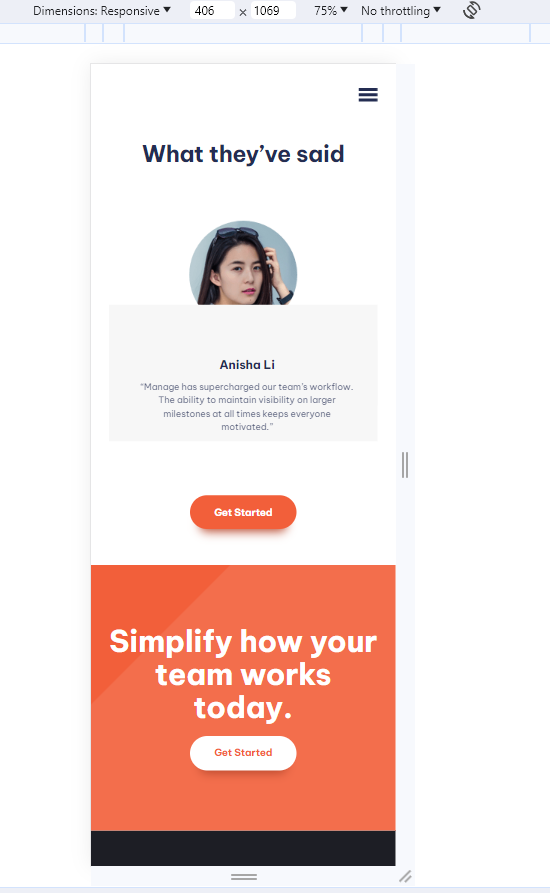 Dimensions: Responsive
406 × 1069
75%
No throttling
What they’ve said
Anisha Li
“Manage has supercharged our team’s workflow.
The ability to maintain visibility on larger
milestones at all times keeps everyone
motivated.”
Get Started
Simplify how your
team works
today.
Get Started